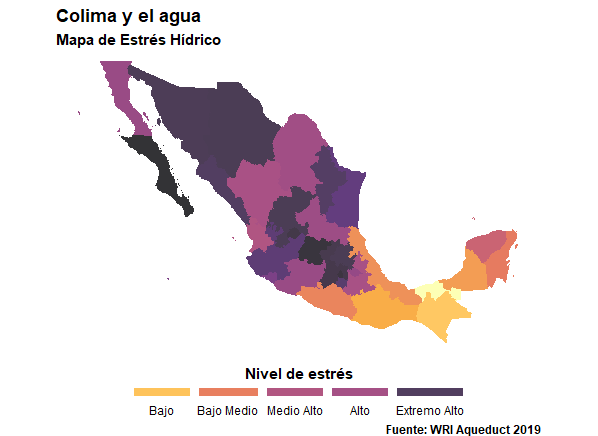 Colima y el agua
Mapa de Estrés Hídrico
Nivel de estrés
Bajo Bajo Medio Medio Alto Alto Extremo Alto
Fuente: WRI Aqueduct 2019